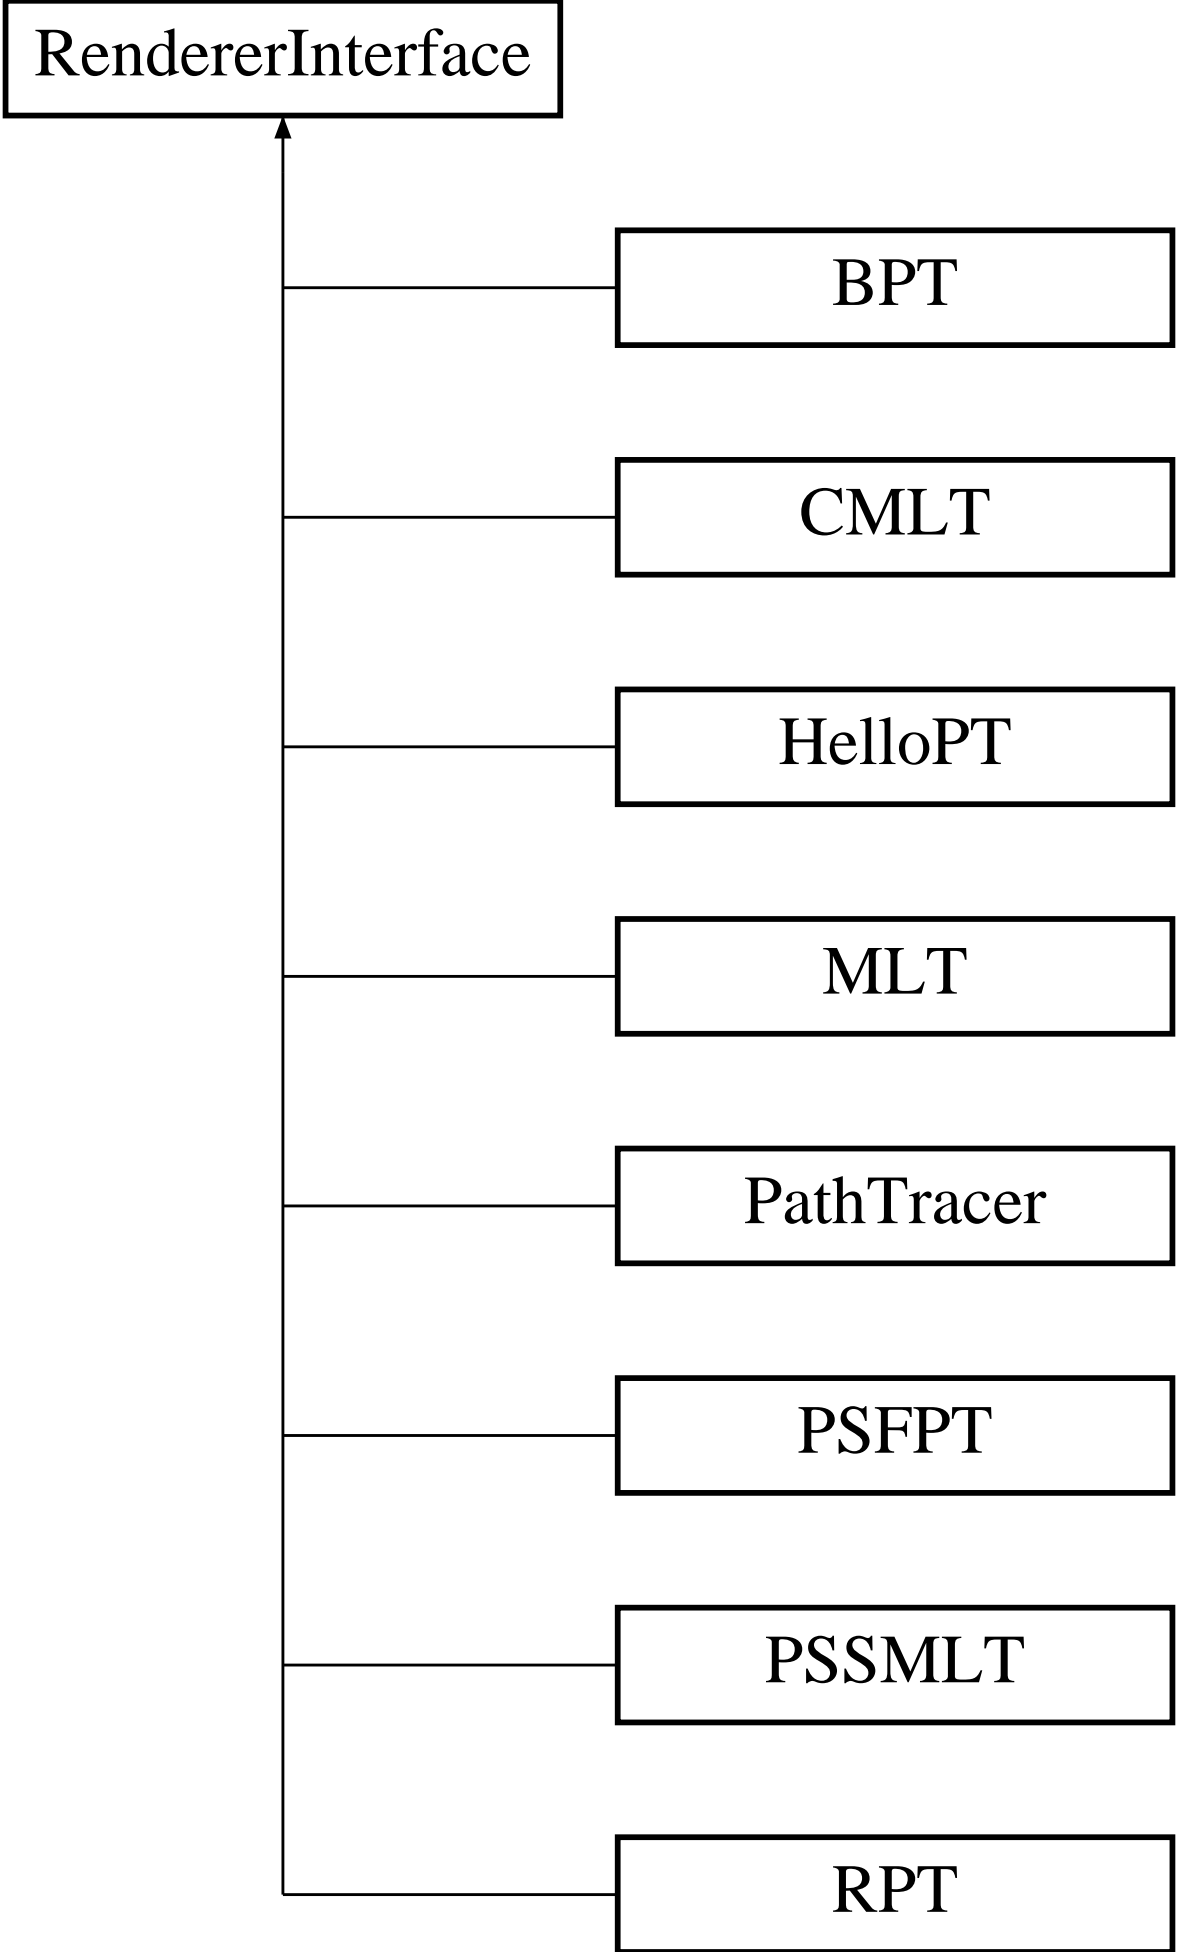 RendererInterface
BPT
CMLT
HelloPT
MLT
PathTracer
PSFPT
PSSMLT
RPT